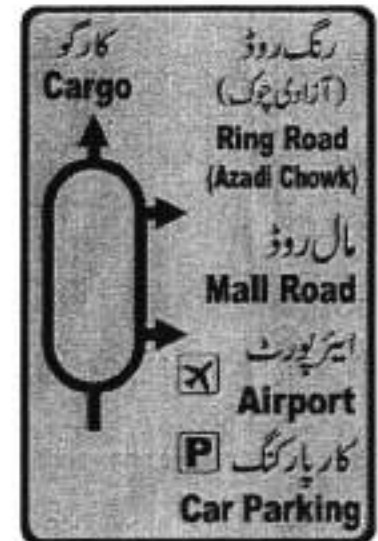 کارگو
Cargo
رنگ روڈ
(آزادی چوک)
Ring Road
(Azadi Chowk)
مال روڈ
Mall Road
ایئرپورٹ
Airport
کار پارکنگ
P
Car Parking